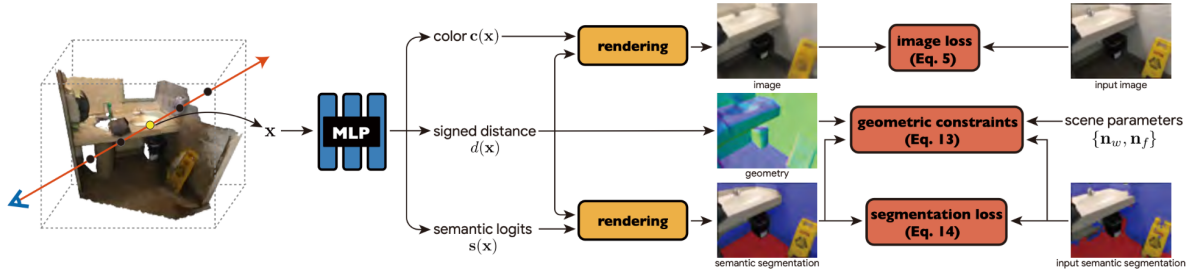 x
MLP
color c(x)
signed distance
d(x)
semantic logits
s(x)
rendering
rendering
image
geometry
semantic segmentation
image loss
(Eq. 5)
geometric constraints
(Eq. 13)
segmentation loss
(Eq. 14)
input image
scene parameters
{n_w, n_f}
input semantic segmentation